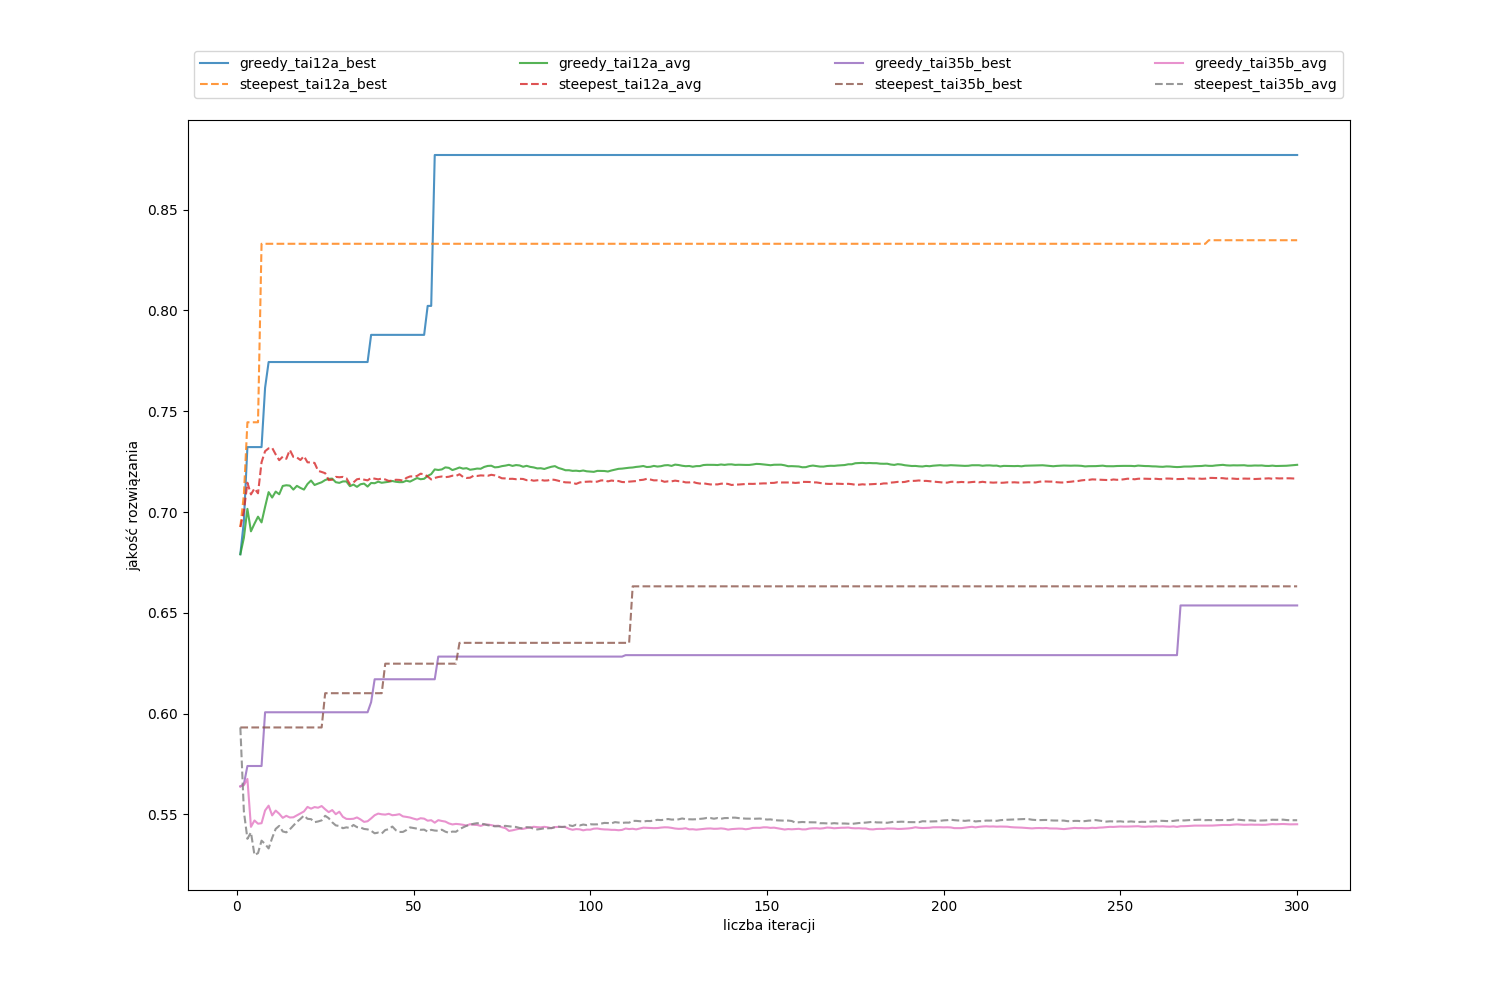 greedy_tai12a_best greedy_tai12a_avg greedy_tai35b_best greedy_tai35b_avg
steepest_tai12a_best steepest_tai12a_avg steepest_tai35b_best steepest_tai35b_avg
0.85
0.80
0.75
0.70
0.65
0.60
0.55
jakość rozwiązania
0 50 100 150 200 250 300
liczba iteracji